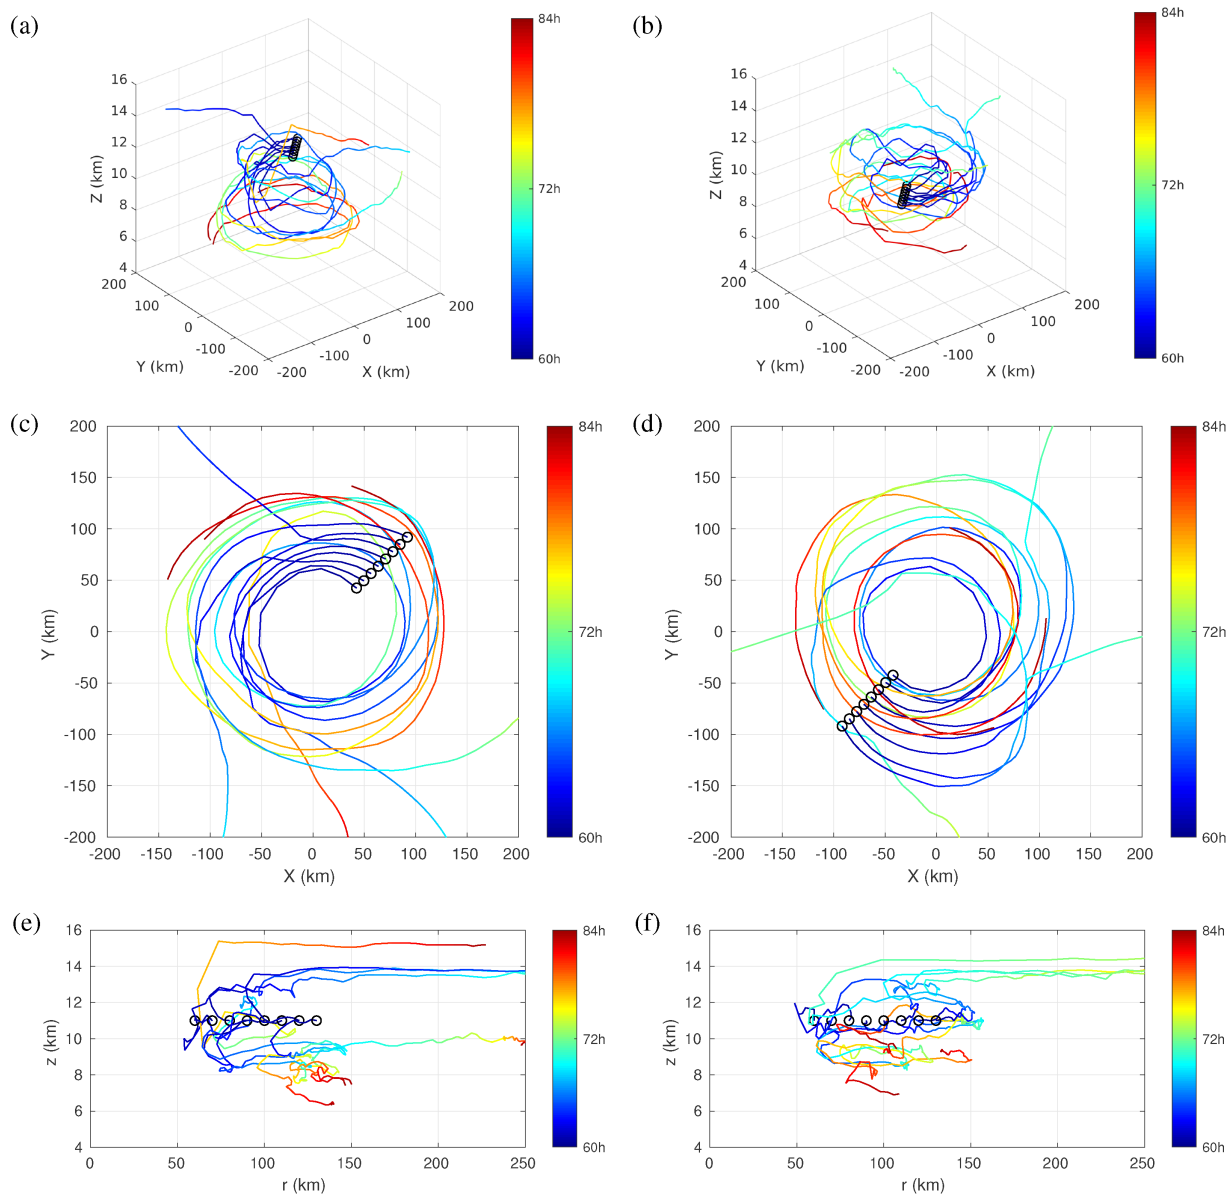 (a)
84h
72h
60h
16
14
12
10
8
6
4
Z (km)
200
100
0
-100
-200
Y (km)
-200
-100
0
100
200
X (km)
(b)
84h
72h
60h
16
14
12
10
8
6
4
Z (km)
200
100
0
-100
-200
Y (km)
-200
-100
0
100
200
X (km)
(c)
200
150
100
50
0
-50
-100
-150
-200
Y (km)
-200 -150 -100 -50 0 50 100 150 200
X (km)
84h
72h
60h
(d)
200
150
100
50
0
-50
-100
-150
-200
Y (km)
-200 -150 -100 -50 0 50 100 150 200
X (km)
84h
72h
60h
(e)
16
14
12
10
8
6
4
z (km)
0 50 100 150 200 250
r (km)
84h
72h
60h
(f)
16
14
12
10
8
6
4
z (km)
0 50 100 150 200 250
r (km)
84h
72h
60h